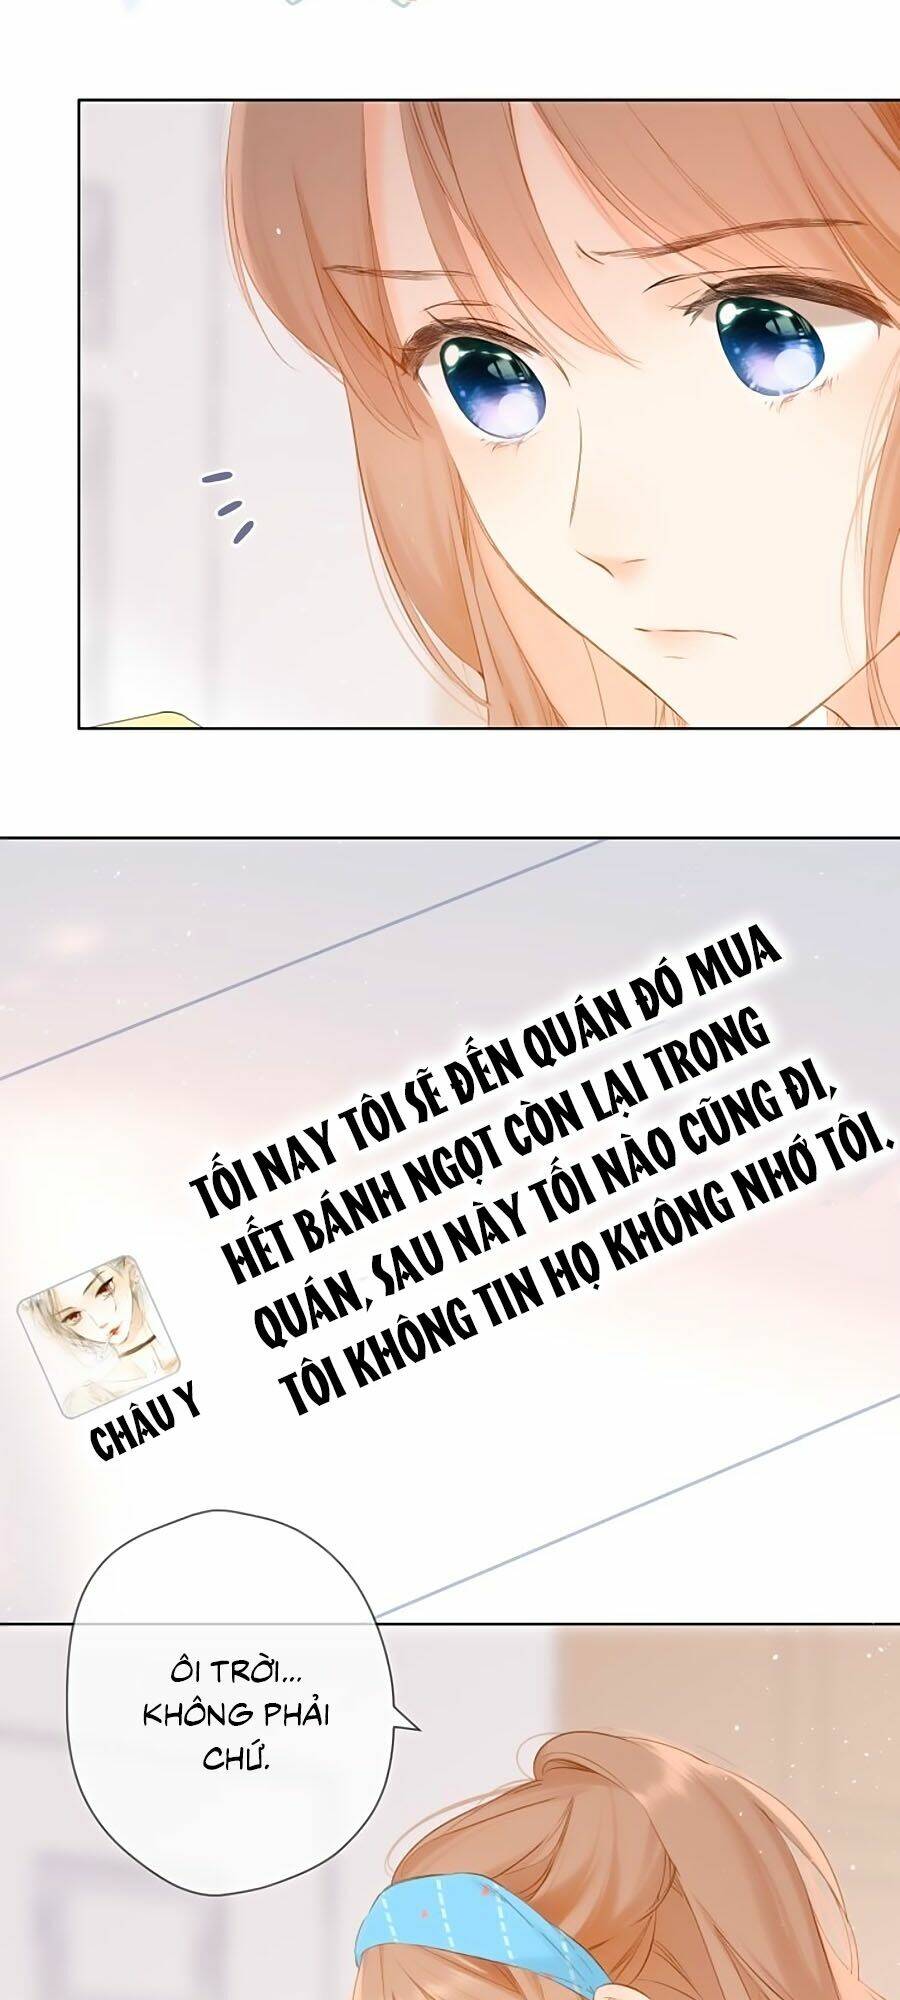 TỐI NAY TÔI SẼ ĐẾN QUÁN ĐÓ MUA
HẾT BÁNH NGỌT CÒN LẠI TRONG
QUÁN, SAU NÀY TỐI NÀO CŨNG ĐI,
TÔI KHÔNG TIN HỌ KHÔNG NHỚ TÔI.
CHÂU Y
ÔI TRỜI...
KHÔNG PHẢI
CHỨ.